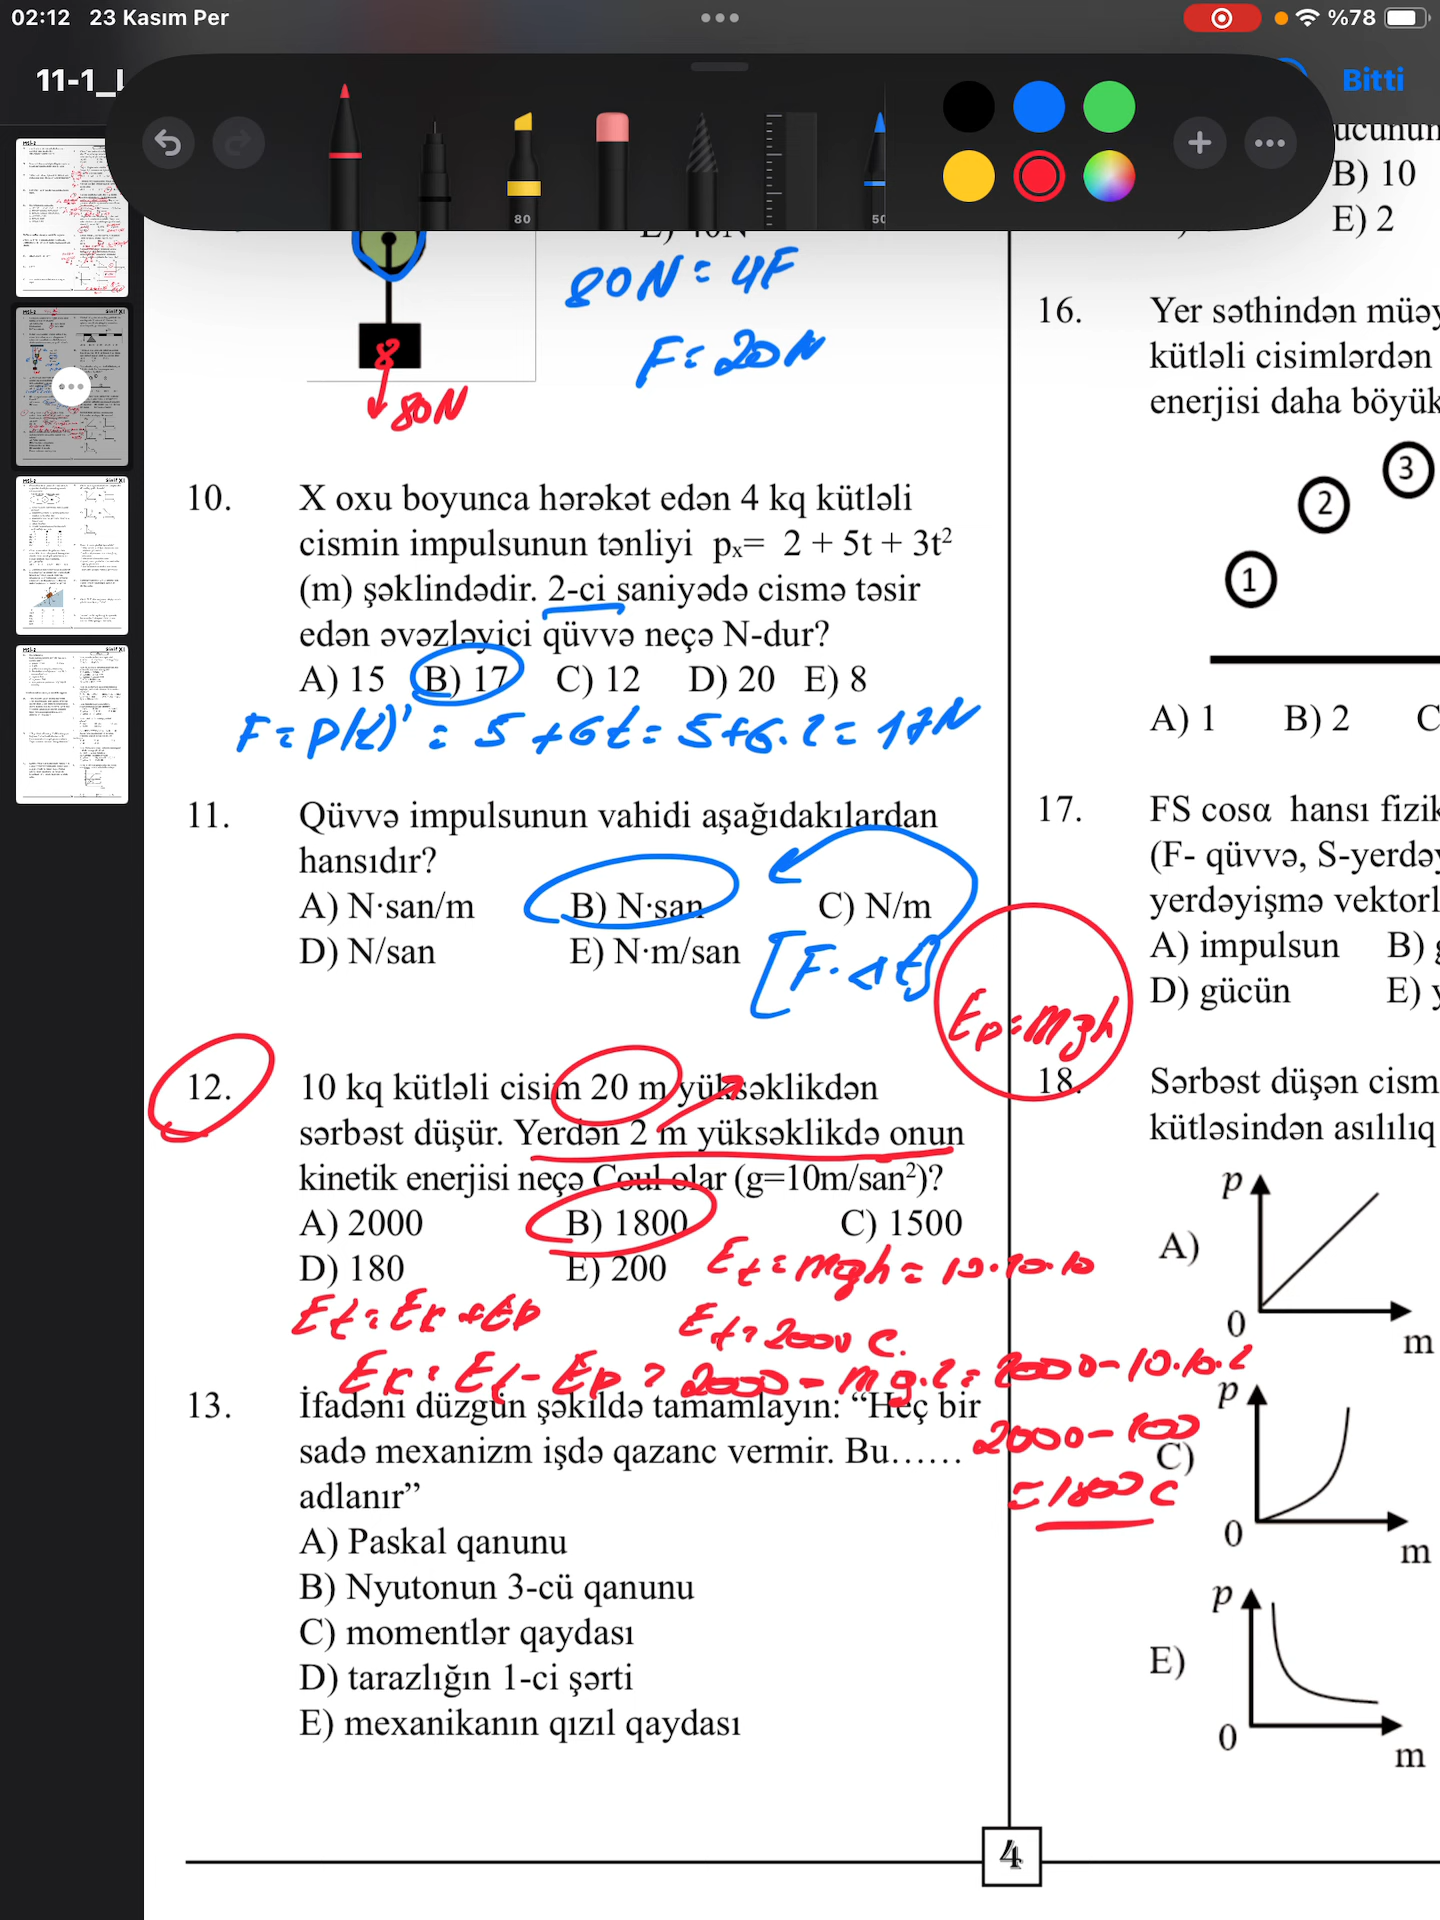 02:12 23 Kasım Per
%78
11-1_
Bitti
80
50
80N = 4F
F = 20N
8
80N
10. X oxu boyunca hərəkət edən 4 kq kütləli
cismin impulsunun tənliyi pₓ= 2 + 5t + 3t²
(m) şəklindədir. 2-ci saniyədə cismə təsir
edən əvəzləyici qüvvə neçə N-dur?
A) 15 B) 17 C) 12 D) 20 E) 8
F = p(t)' = 5 + 6t = 5+6.2 = 17N
11. Qüvvə impulsunun vahidi aşağıdakılardan
hansıdır?
A) N·san/m B) N·san C) N/m
D) N/san E) N·m/san
[F.Δt]
Ep=mgh
12. 10 kq kütləli cisim 20 m yüksəklikdən
sərbəst düşür. Yerdən 2 m yüksəklikdə onun
kinetik enerjisi neçə Coul olar (g=10m/san²)?
A) 2000 B) 1800 C) 1500
D) 180 E) 200
Et = mgh = 10.10.10
Et = Ek + Ep
Et = 2000 C.
Ek = Et - Ep = 2000 - mg.2 = 2000-10.10.2
2000-100
=1800 C
13. İfadəni düzgün şəkildə tamamlayın: “Heç bir
sadə mexanizm işdə qazanc vermir. Bu……
adlanır”
A) Paskal qanunu
B) Nyutonun 3-cü qanunu
C) momentlər qaydası
D) tarazlığın 1-ci şərti
E) mexanikanın qızıl qaydası
B) 10
E) 2
16. Yer səthindən müəy
kütləli cisimlərdən
enerjisi daha böyük
1
2
3
A) 1 B) 2 C
17. FS cosα hansı fizik
(F- qüvvə, S-yerdəy
yerdəyişmə vektorl
A) impulsun B) g
D) gücün E) y
18. Sərbəst düşən cism
kütləsindən asılılıq
A)
p
0
m
C)
p
0
m
E)
p
0
m
4